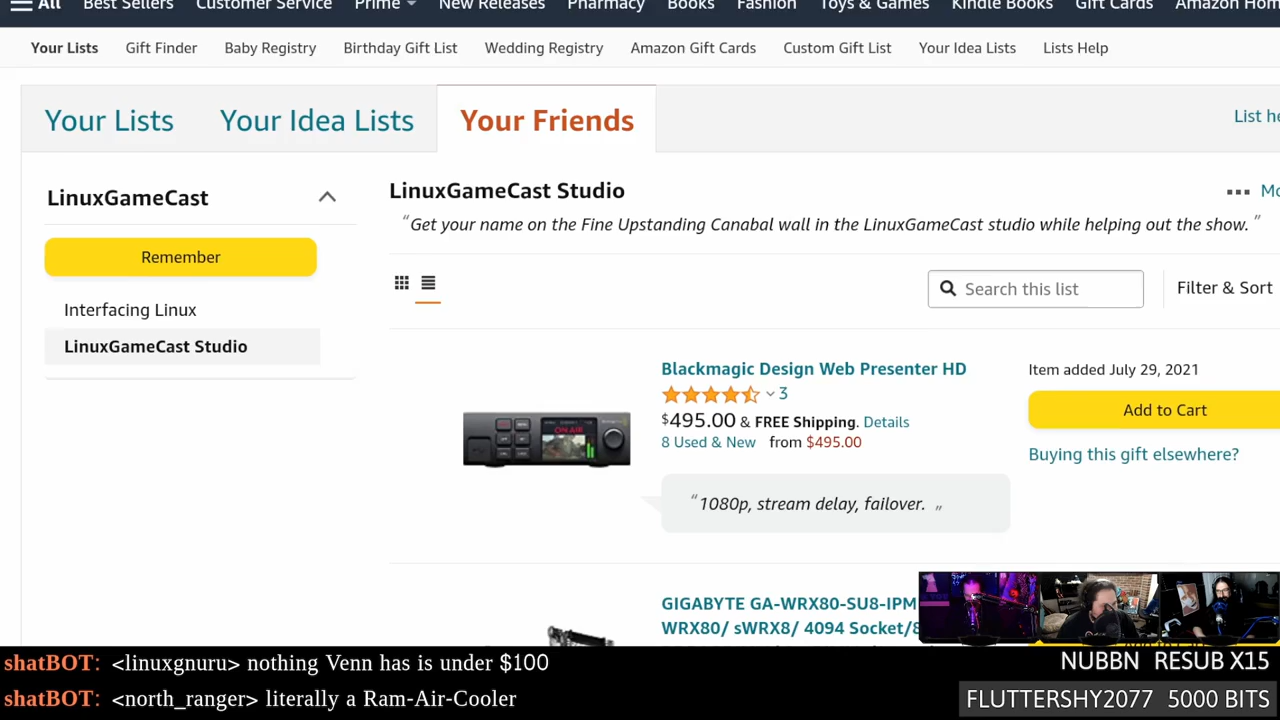 All Best Sellers Customer Service Prime New Releases Pharmacy Books Fashion Toys & Games Kindle Books Gift Cards Amazon Hom
Your Lists Gift Finder Baby Registry Birthday Gift List Wedding Registry Amazon Gift Cards Custom Gift List Your Idea Lists Lists Help
Your Lists Your Idea Lists Your Friends List he
LinuxGameCast
Remember
Interfacing Linux
LinuxGameCast Studio
LinuxGameCast Studio
Mo
“Get your name on the Fine Upstanding Canabal wall in the LinuxGameCast studio while helping out the show.”
Search this list
Filter & Sort
Blackmagic Design Web Presenter HD
3
$495.00 & FREE Shipping. Details
8 Used & New from $495.00
“1080p, stream delay, failover.„
Item added July 29, 2021
Add to Cart
Buying this gift elsewhere?
ON-AIR
GIGABYTE GA-WRX80-SU8-IPM
WRX80/ sWRX8/ 4094 Socket/8
shatBOT: <linuxgnuru> nothing Venn has is under $100
shatBOT: <north_ranger> literally a Ram-Air-Cooler
NUBBN RESUB X15
FLUTTERSHY2077 5000 BITS